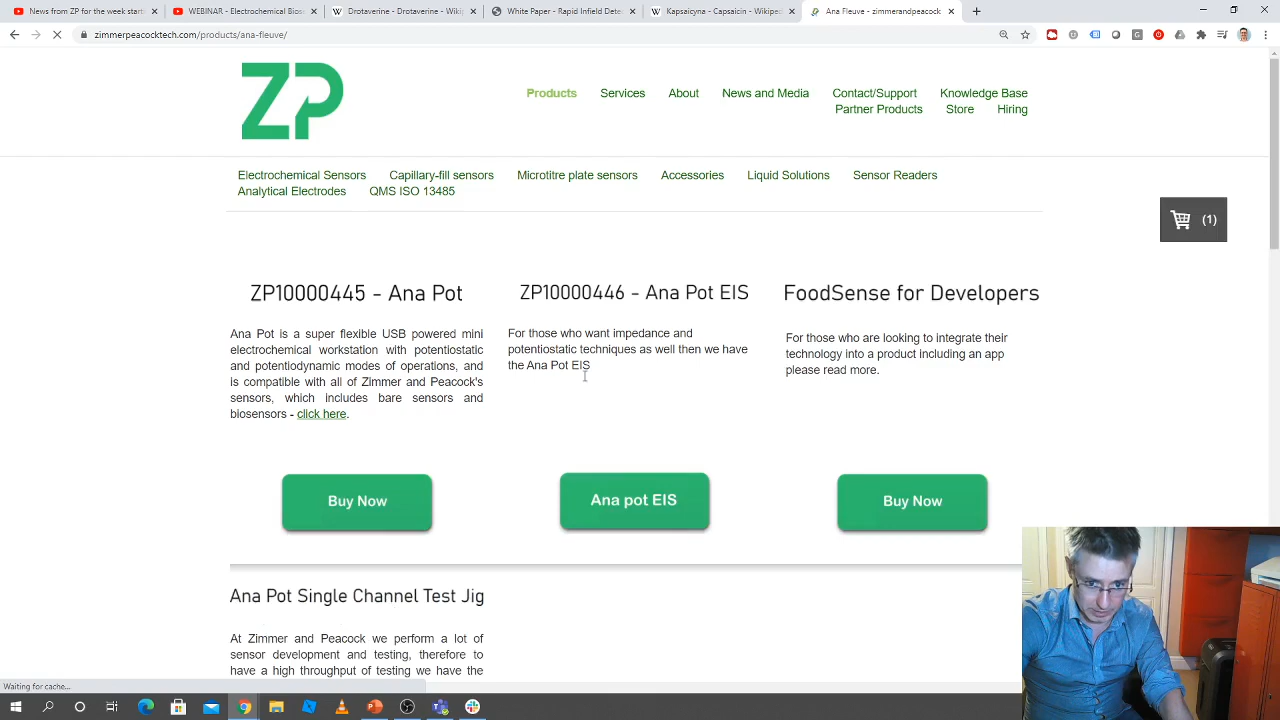 News from ZP for the week start
WEBINAR - Electrochemical Bios
Drotaverine - Drotaverine - Wiki
White Paper - Rapid Eisfeld Detec
Kapsaicyna - Capsaicin - Wikiped
Ana Fleuve - zimmerandpeacock
zimmerpeacocktech.com/products/ana-fleuve/
ZP
Products Services About News and Media Contact/Support Knowledge Base
Partner Products Store Hiring
Electrochemical Sensors Capillary-fill sensors Microtitre plate sensors Accessories Liquid Solutions Sensor Readers
Analytical Electrodes QMS ISO 13485
(1)
ZP10000445 - Ana Pot
Ana Pot is a super flexible USB powered mini
electrochemical workstation with potentiostatic
and potentiodynamic modes of operations, and
is compatible with all of Zimmer and Peacock's
sensors, which includes bare sensors and
biosensors - click here.
Buy Now
ZP10000446 - Ana Pot EIS
For those who want impedance and
potentiostatic techniques as well then we have
the Ana Pot EIS
Ana pot EIS
FoodSense for Developers
For those who are looking to integrate their
technology into a product including an app
please read more.
Buy Now
Ana Pot Single Channel Test Jig
At Zimmer and Peacock we perform a lot of
sensor development and testing, therefore to
have a high throughput of testing we have the
Waiting for cache...